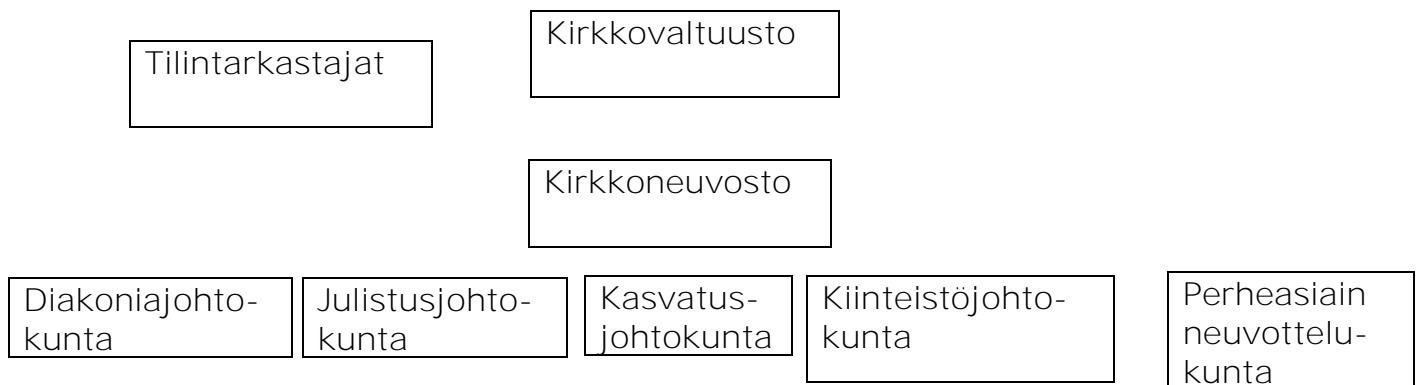 Tilintarkastajat
Kirkkovaltuusto
Kirkkoneuvosto
Diakoniajohto-
kunta
Julistusjohto-
kunta
Kasvatus-
johtokunta
Kiinteistöjohto-
kunta
Perheasiain
neuvottelu-
kunta